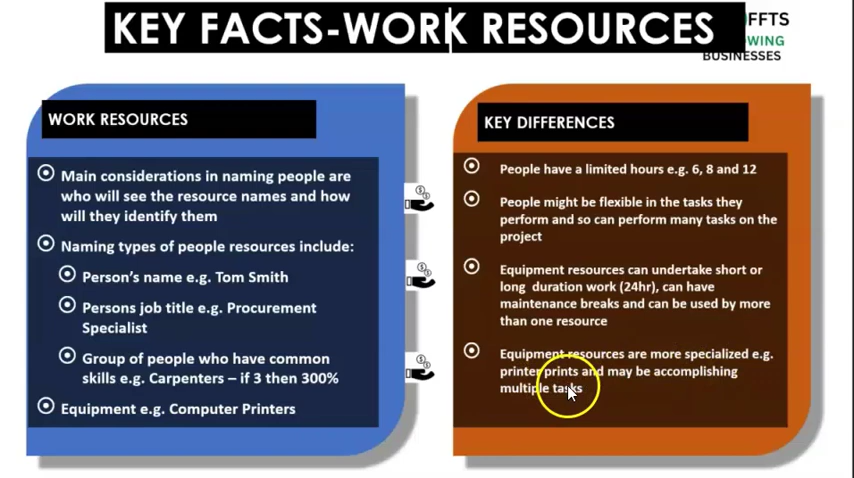 KEY FACTS-WORK RESOURCES
FFTS
WING
BUSINESSES
WORK RESOURCES
Main considerations in naming people are
who will see the resource names and how
will they identify them
Naming types of people resources include:
Person's name e.g. Tom Smith
Persons job title e.g. Procurement
Specialist
Group of people who have common
skills e.g. Carpenters – if 3 then 300%
Equipment e.g. Computer Printers
KEY DIFFERENCES
People have a limited hours e.g. 6, 8 and 12
People might be flexible in the tasks they
perform and so can perform many tasks on the
project
Equipment resources can undertake short or
long duration work (24hr), can have
maintenance breaks and can be used by more
than one resource
Equipment resources are more specialized e.g.
printer prints and may be accomplishing
multiple tasks